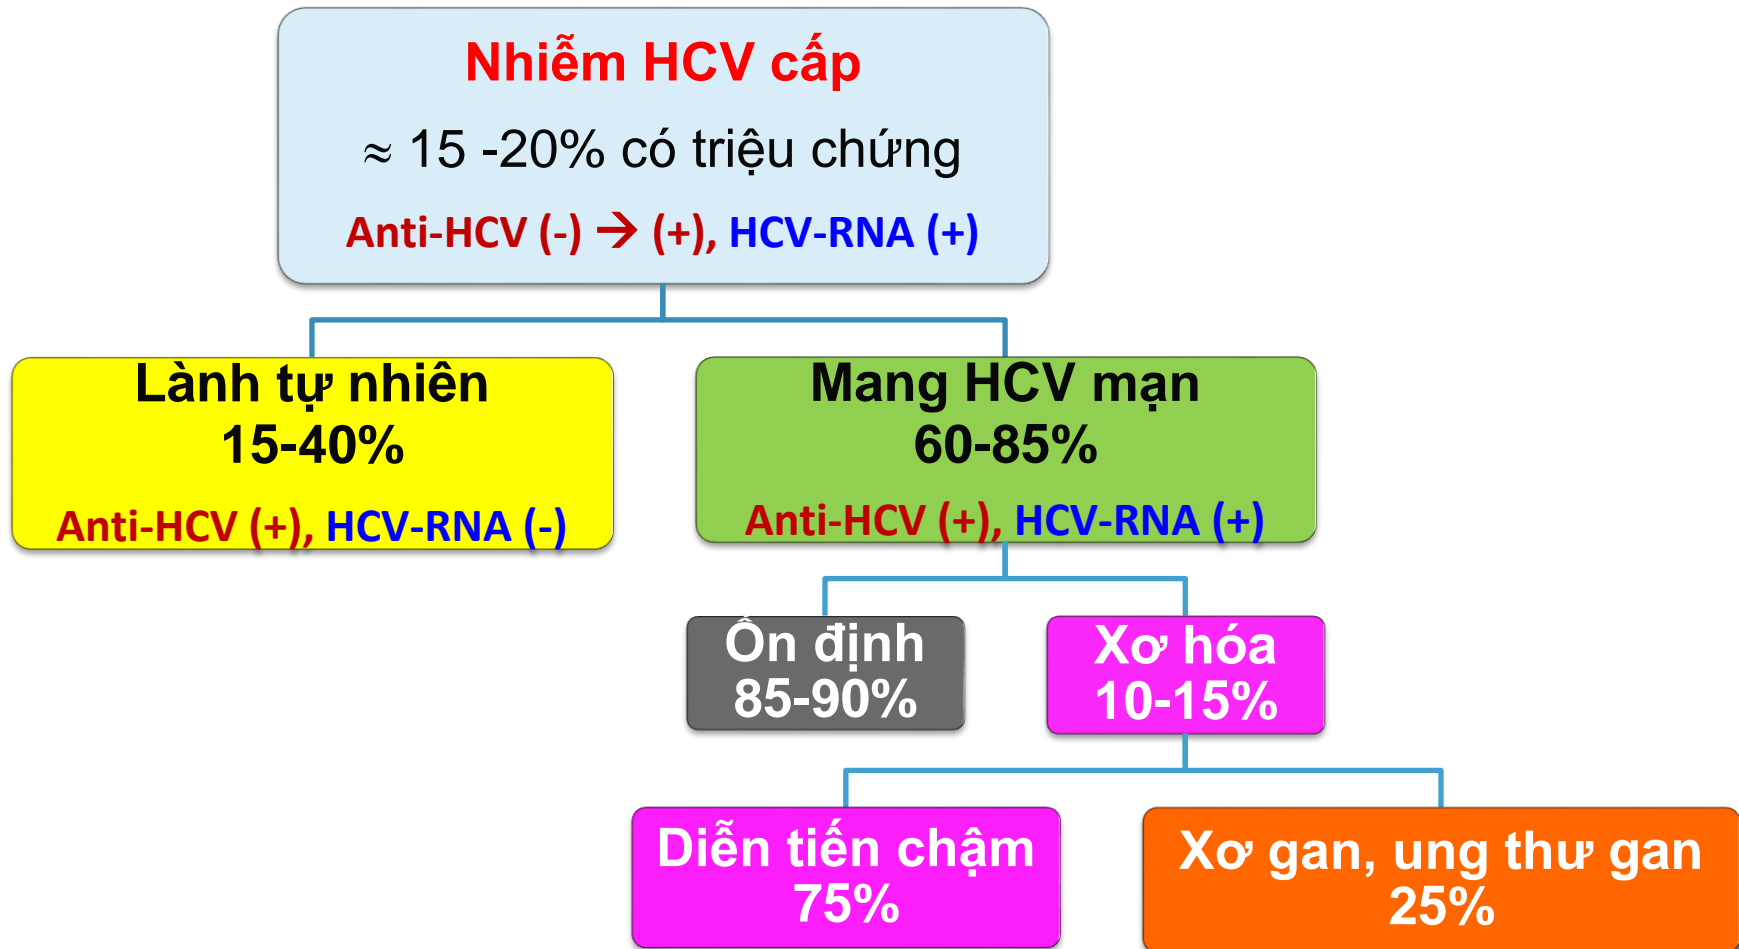 Nhiễm HCV cấp
≈ 15 -20% có triệu chứng
Anti-HCV (-) → (+), HCV-RNA (+)
Lành tự nhiên
15-40%
Anti-HCV (+), HCV-RNA (-)
Mang HCV mạn
60-85%
Anti-HCV (+), HCV-RNA (+)
Ổn định
85-90%
Xơ hóa
10-15%
Diễn tiến chậm
75%
Xơ gan, ung thư gan
25%